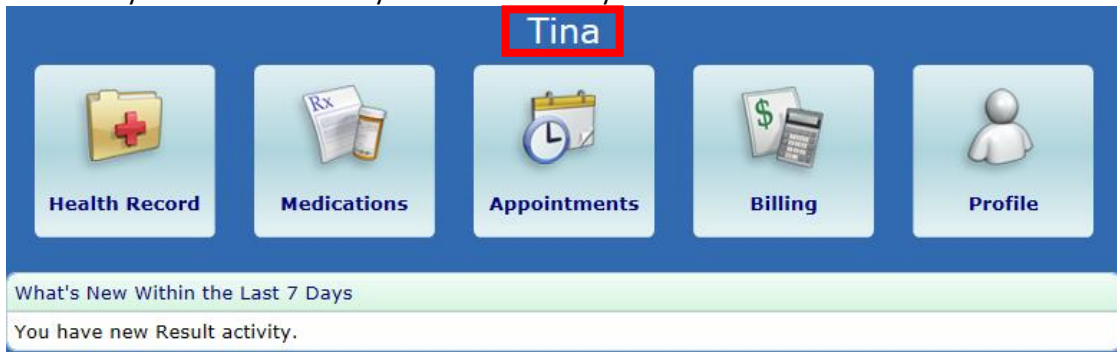 Tina
Rx
$
Health Record
Medications
Appointments
Billing
Profile
What's New Within the Last 7 Days
You have new Result activity.